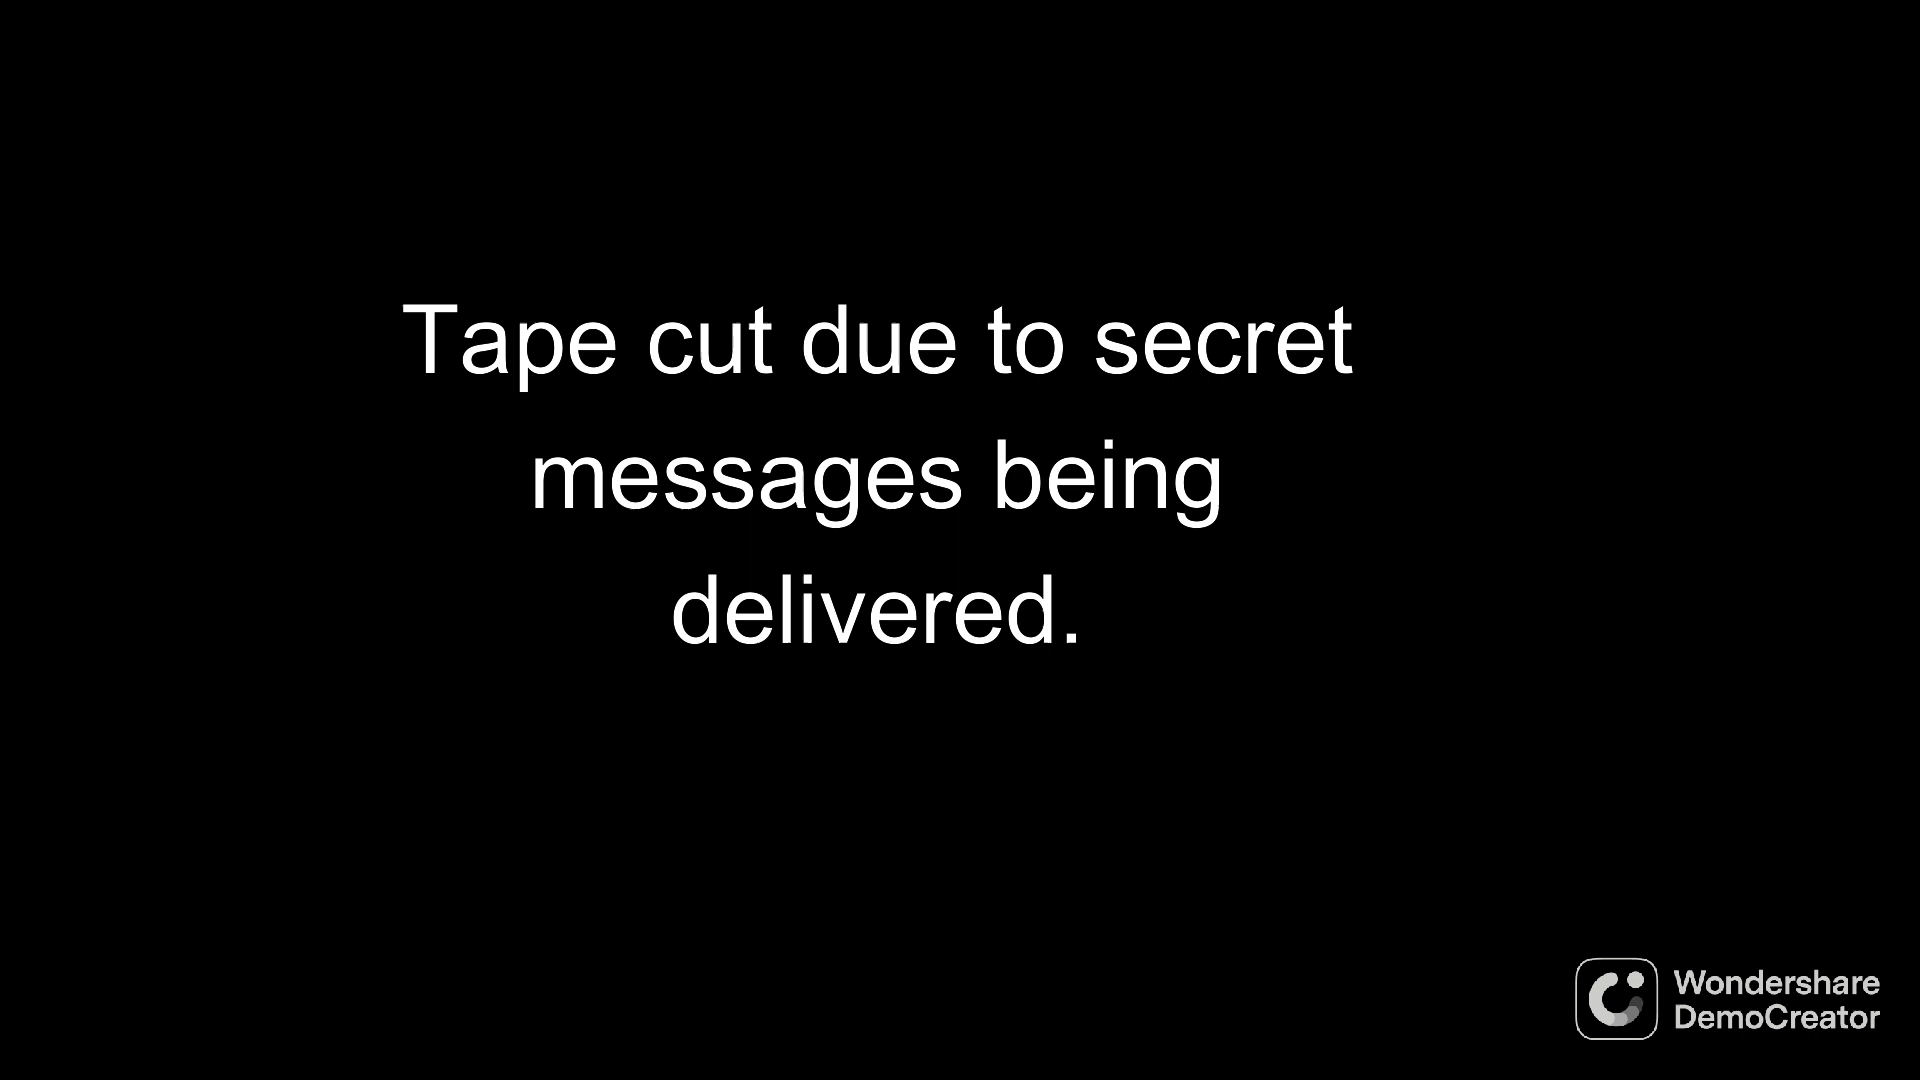 Tape cut due to secret
messages being
delivered.
Wondershare
DemoCreator